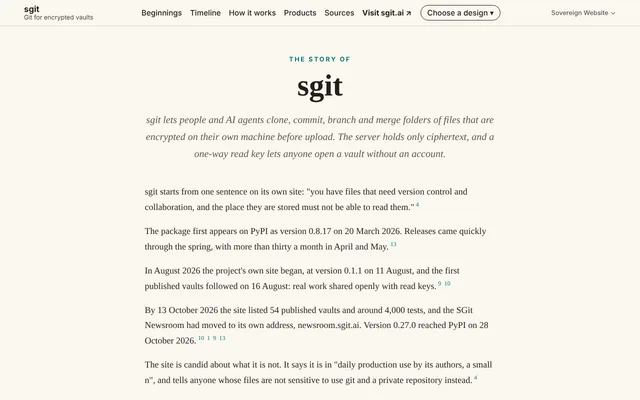 sgit
Git for encrypted vaults
Beginnings Timeline How it works Products Sources Visit sgit.ai ↗ Choose a design ▾ Sovereign Website ⌄
THE STORY OF
sgit
sgit lets people and AI agents clone, commit, branch and merge folders of files that are
encrypted on their own machine before upload. The server holds only ciphertext, and a
one-way read key lets anyone open a vault without an account.
sgit starts from one sentence on its own site: "you have files that need version control and
collaboration, and the place they are stored must not be able to read them." 4
The package first appears on PyPI as version 0.8.17 on 20 March 2026. Releases came quickly
through the spring, with more than thirty a month in April and May. 13
In August 2026 the project's own site began, at version 0.1.1 on 11 August, and the first
published vaults followed on 16 August: real work shared openly with read keys. 9 10
By 13 October 2026 the site listed 54 published vaults and around 4,000 tests, and the SGit
Newsroom had moved to its own address, newsroom.sgit.ai. Version 0.27.0 reached PyPI on 28
October 2026. 10 1 9 13
The site is candid about what it is not. It says it is in "daily production use by its authors, a small
n", and tells anyone whose files are not sensitive to use git and a private repository instead. 4